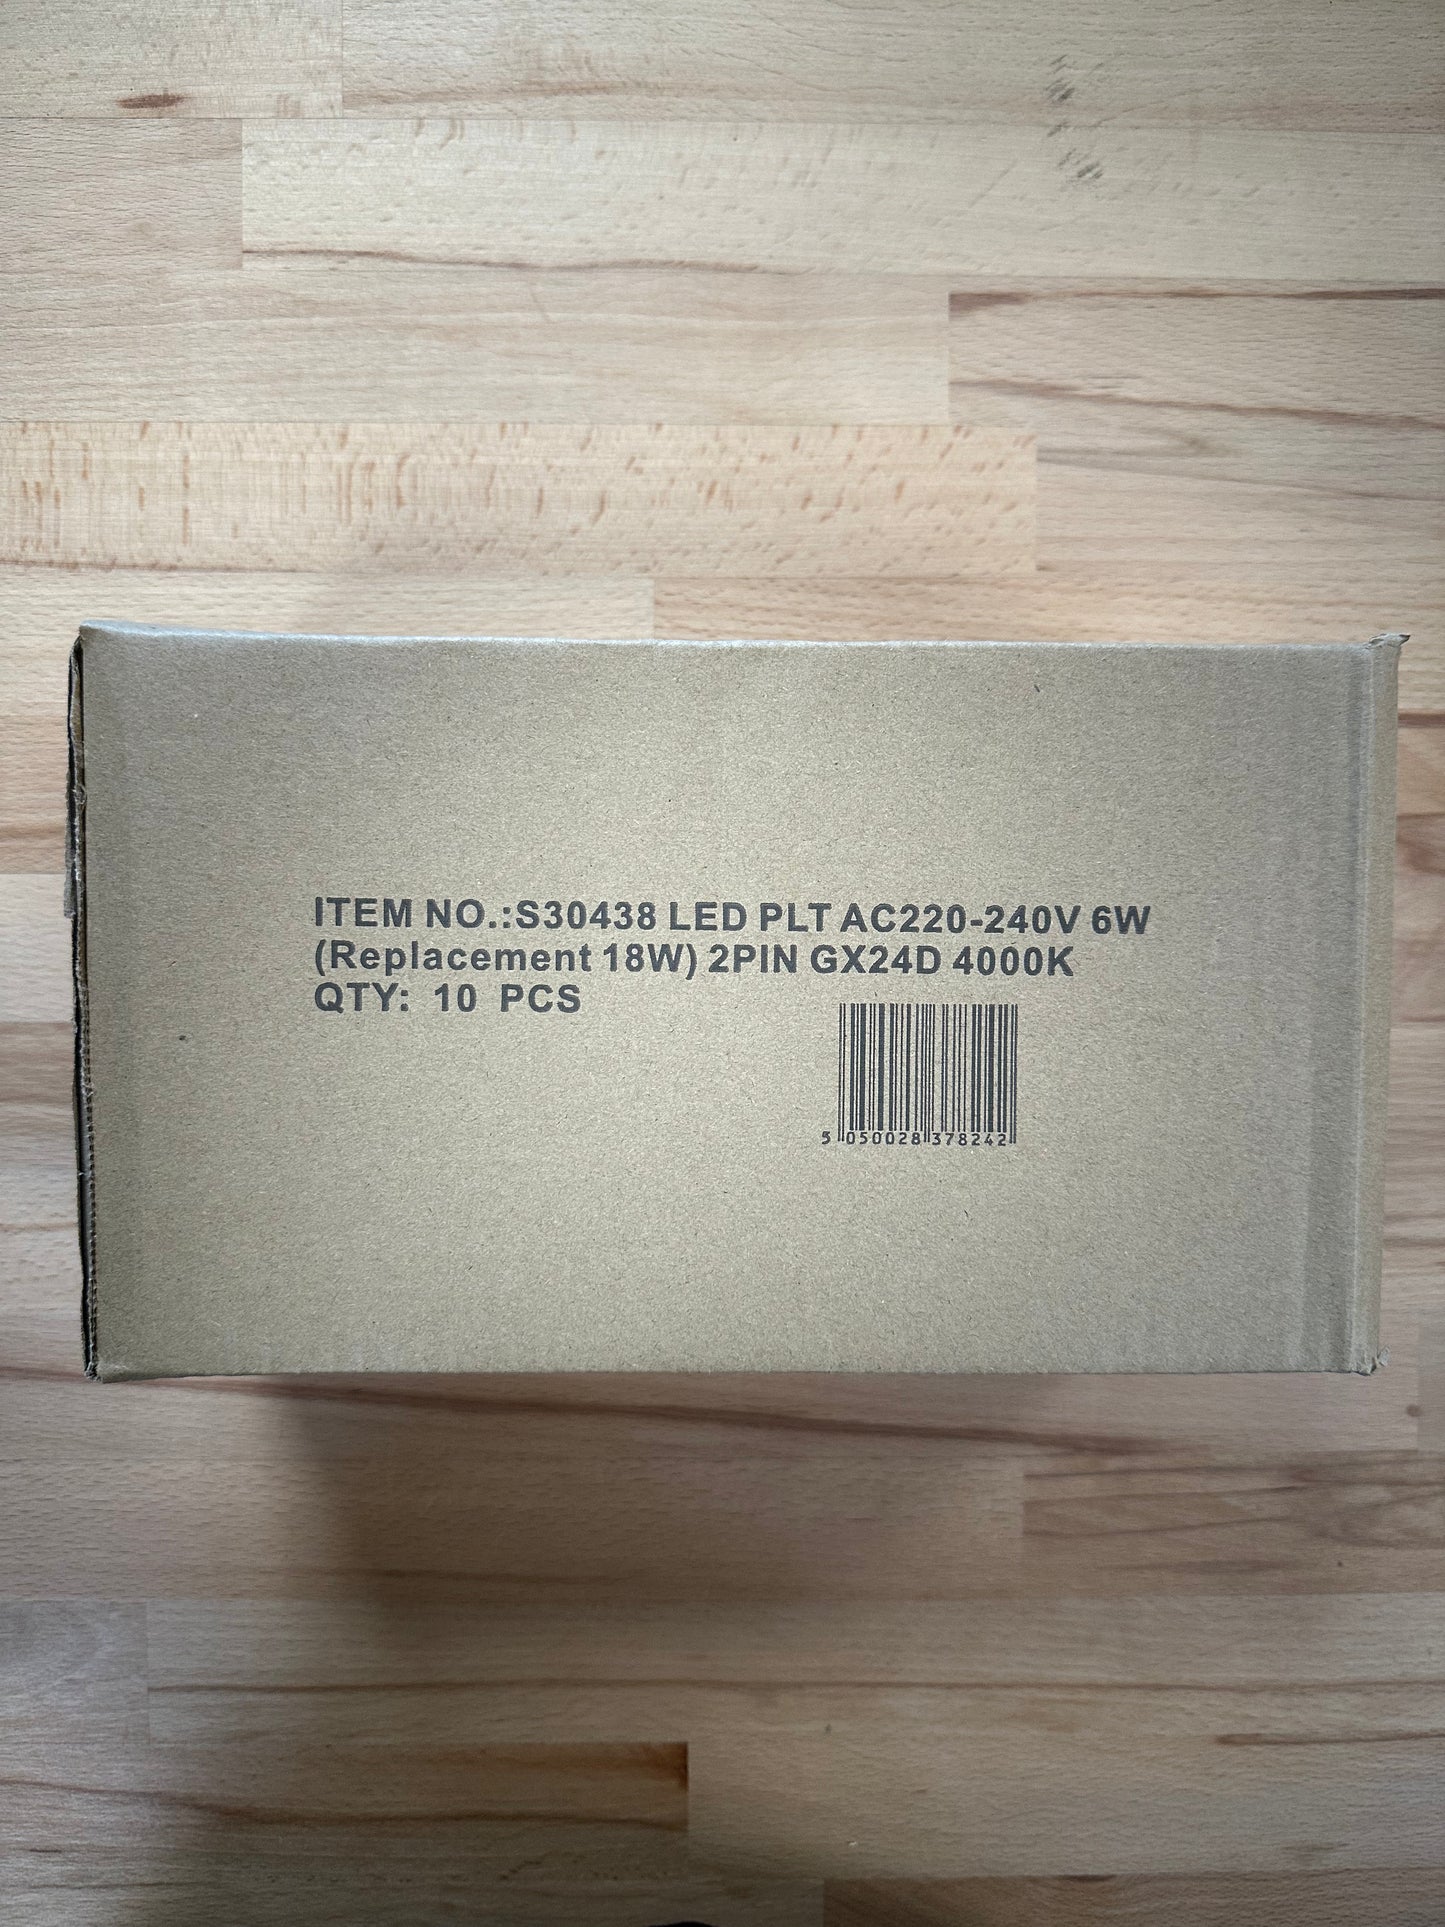 ITEM NO.:S30438 LED PLT AC220-240V 6W
(Replacement 18W) 2PIN GX24D 4000K
QTY: 10 PCS
5 050028 378242